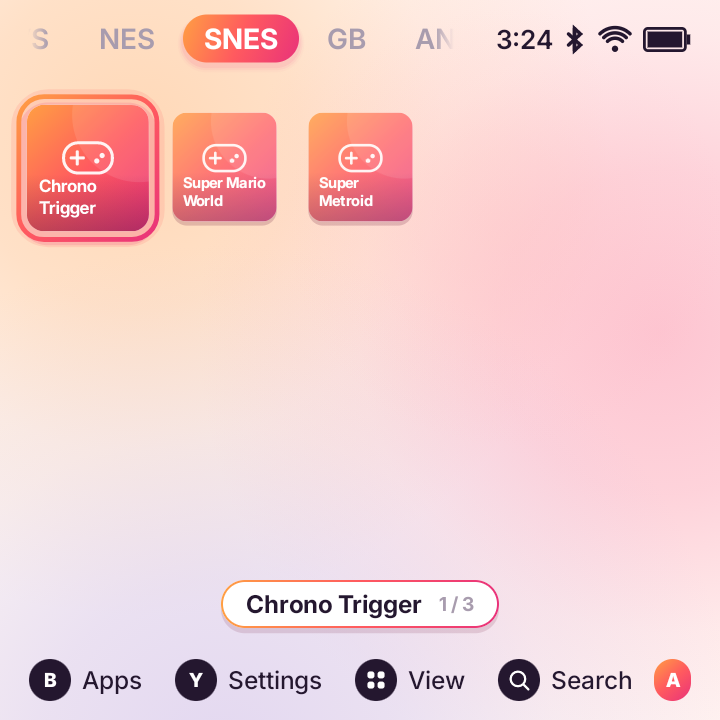 S NES SNES GB AN 3:24
Chrono
Trigger
Super Mario
World
Super
Metroid
Chrono Trigger 1/3
B Apps Y Settings View Search A